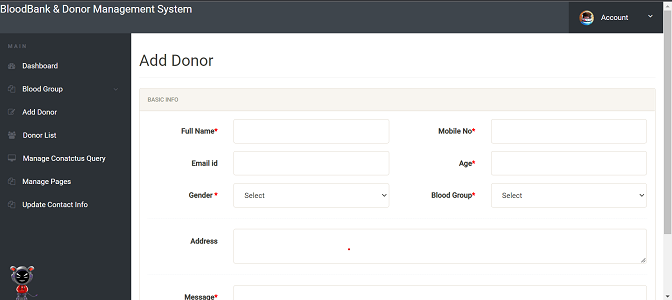 BloodBank & Donor Management System
Account
MAIN
Dashboard
Blood Group
Add Donor
Donor List
Manage Conatctus Query
Manage Pages
Update Contact Info
Add Donor
BASIC INFO
Full Name*
Mobile No*
Email id
Age*
Gender *
Select
Blood Group*
Select
Address
Message*